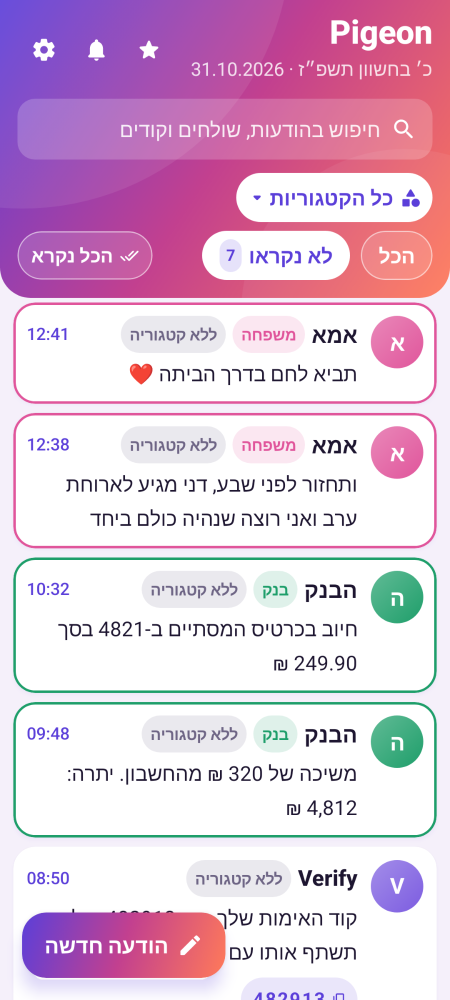 Pigeon
כ׳ בחשוון תשפ״ז · 31.10.2026
חיפוש בהודעות, שולחים וקודים
כל הקטגוריות
הכל
לא נקראו 7
הכל נקרא
א
אמא משפחה ללא קטגוריה 12:41
תביא לחם בדרך הביתה ❤️
א
אמא משפחה ללא קטגוריה 12:38
ותחזור לפני שבע, דני מגיע לארוחת
ערב ואני רוצה שנהיה כולם ביחד
ה
הבנק בנק ללא קטגוריה 10:32
חיוב בכרטיס המסתיים ב-4821 בסך
249.90 ₪
ה
הבנק בנק ללא קטגוריה 09:48
משיכה של 320 ₪ מהחשבון. יתרה:
4,812 ₪
V
Verify ללא קטגוריה 08:50
קוד האימות שלך
תשתף אותו עם
482913
הודעה חדשה